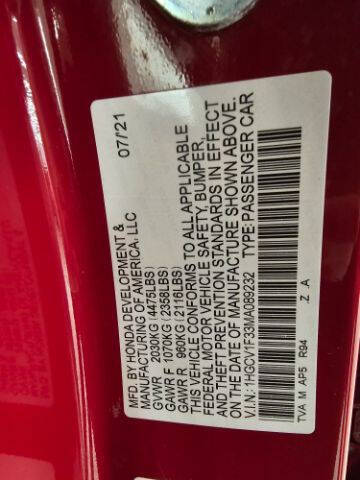 MFD. BY HONDA DEVELOPMENT & 07/21
MANUFACTURING OF AMERICA, LLC
GVWR 2030KG(4475LBS)
GAWR F 1070KG(2358LBS)
GAWR R 960KG(2116LBS)
THIS VEHICLE CONFORMS TO ALL APPLICABLE
FEDERAL MOTOR VEHICLE SAFETY, BUMPER,
AND THEFT PREVENTION STANDARDS IN EFFECT
ON THE DATE OF MANUFACTURE SHOWN ABOVE.
V.I.N.:1HGCV1F33MA089232 TYPE:PASSENGER CAR
TVA M AP5 R94 .Z .A